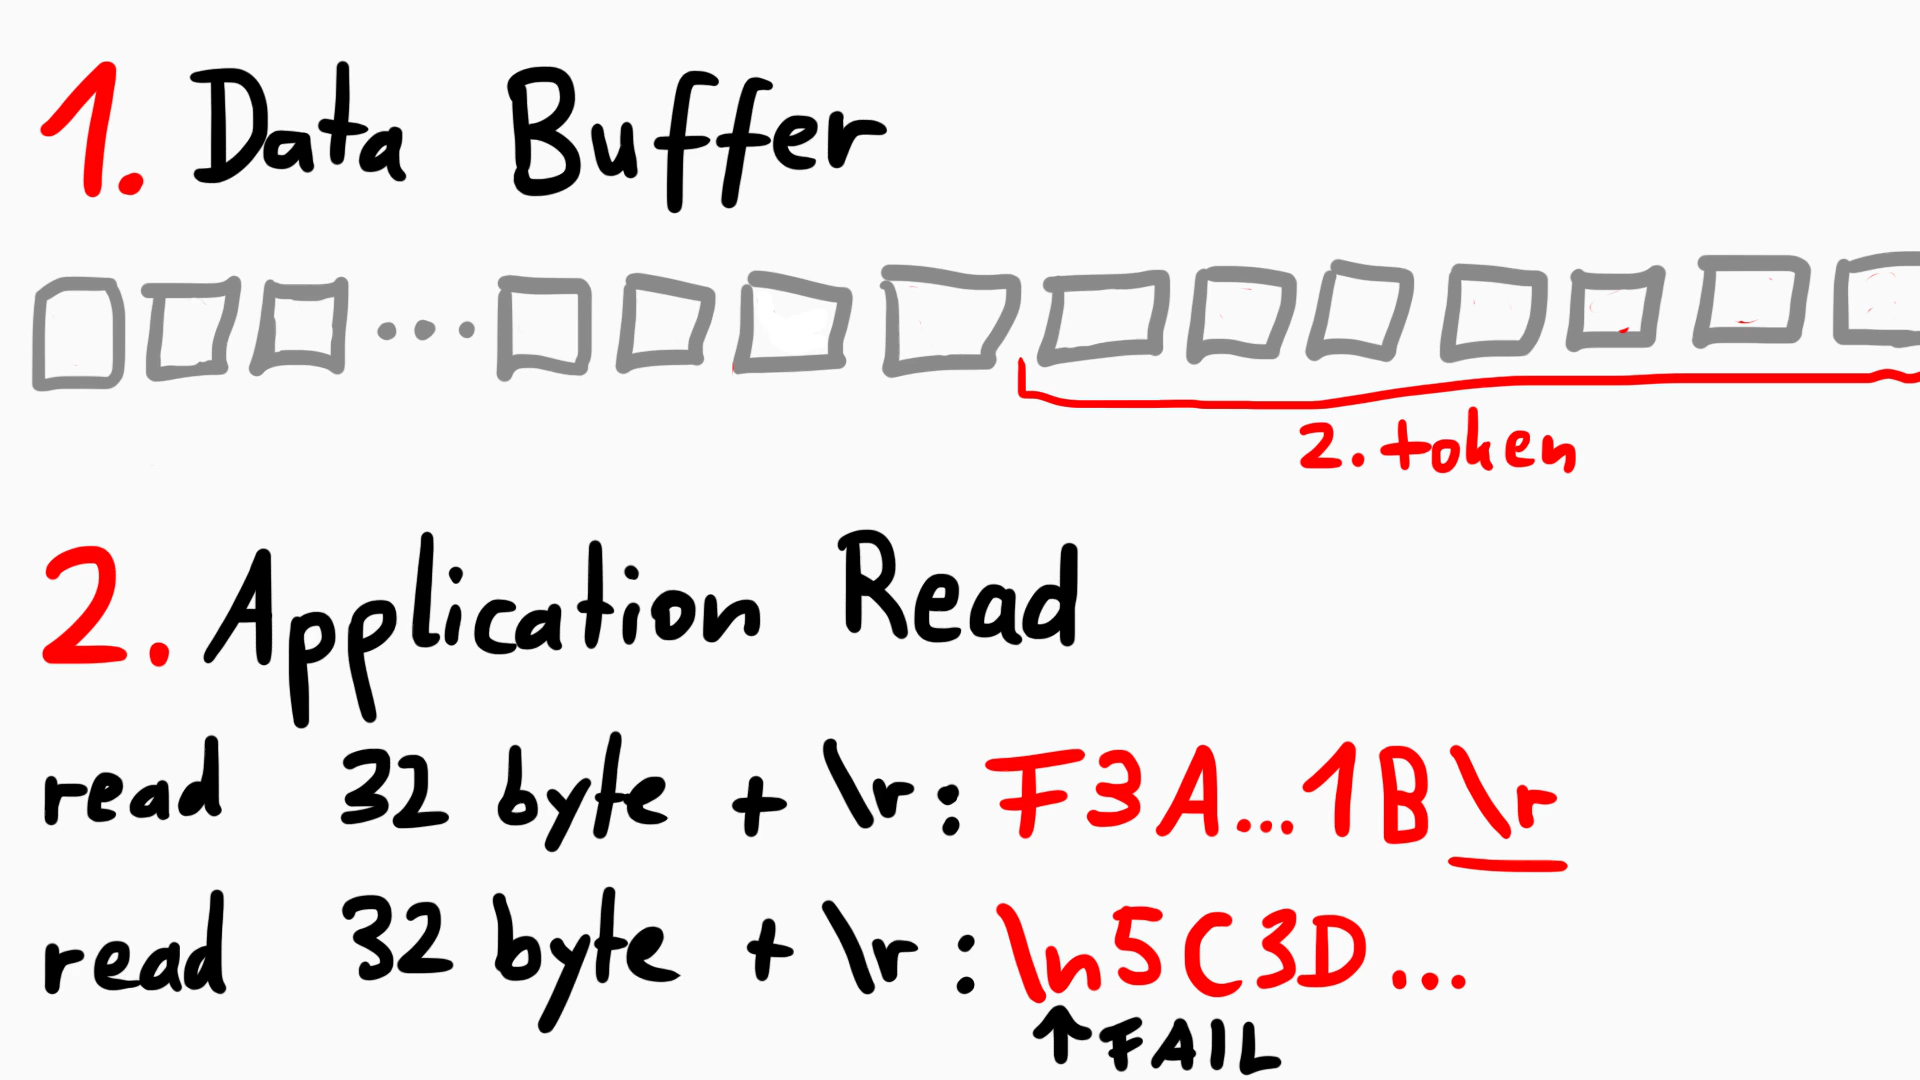 1. Data Buffer
...
2. token
2. Application Read
read 32 byte + \r: F3A...1B\r
read 32 byte + \r: \n5C3D...
↑FAIL